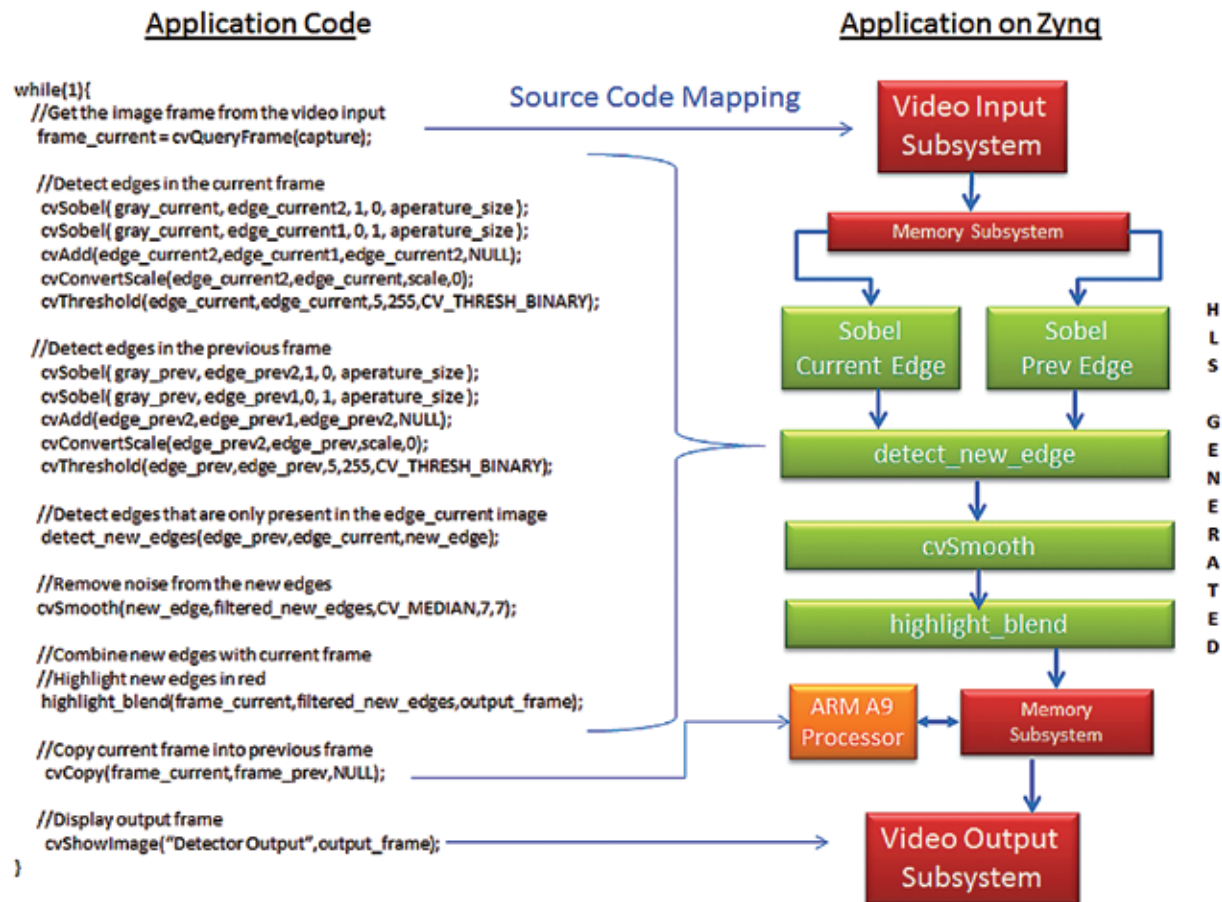 Application Code
while(1){
//Get the image frame from the video input
frame_current = cvQueryFrame(capture);
//Detect edges in the current frame
cvSobel( gray_current, edge_current2, 1, 0, aperature_size );
cvSobel( gray_current, edge_current1, 0, 1, aperature_size );
cvAdd(edge_current2,edge_current1,edge_current2,NULL);
cvConvertScale(edge_current2,edge_current,scale,0);
cvThreshold(edge_current,edge_current,5,255,CV_THRESH_BINARY);
//Detect edges in the previous frame
cvSobel( gray_prev, edge_prev2,1, 0, aperature_size );
cvSobel( gray_prev, edge_prev1,0, 1, aperature_size );
cvAdd(edge_prev2,edge_prev1,edge_prev2,NULL);
cvConvertScale(edge_prev2,edge_prev,scale,0);
cvThreshold(edge_prev,edge_prev,5,255,CV_THRESH_BINARY);
//Detect edges that are only present in the edge_current image
detect_new_edges(edge_prev,edge_current,new_edge);
//Remove noise from the new edges
cvSmooth(new_edge,filtered_new_edges,CV_MEDIAN,7,7);
//Combine new edges with current frame
//Highlight new edges in red
highlight_blend(frame_current,filtered_new_edges,output_frame);
//Copy current frame into previous frame
cvCopy(frame_current,frame_prev,NULL);
//Display output frame
cvShowImage(“Detector Output”,output_frame);
}
Source Code Mapping
Application on Zynq
Video Input
Subsystem
Memory Subsystem
Sobel
Current Edge
Sobel
Prev Edge
detect_new_edge
cvSmooth
highlight_blend
ARM A9
Processor
Memory
Subsystem
Video Output
Subsystem
HLS GENERATED